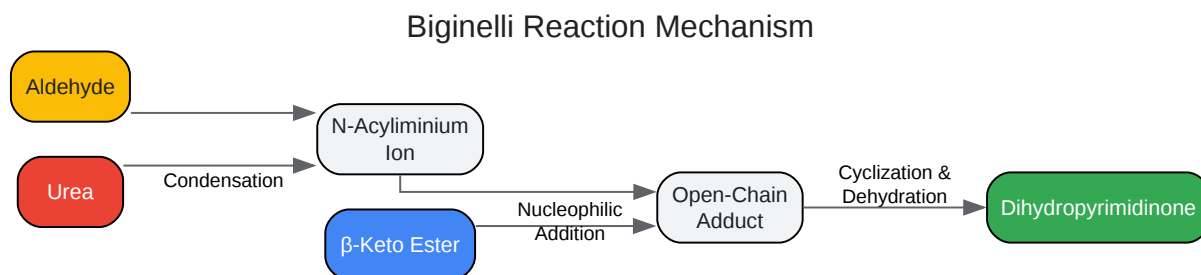 Biginelli Reaction Mechanism
Aldehyde
Urea
Condensation
N-Acyliminium
Ion
β-Keto Ester
Nucleophilic
Addition
Open-Chain
Adduct
Cyclization &
Dehydration
Dihydropyrimidinone